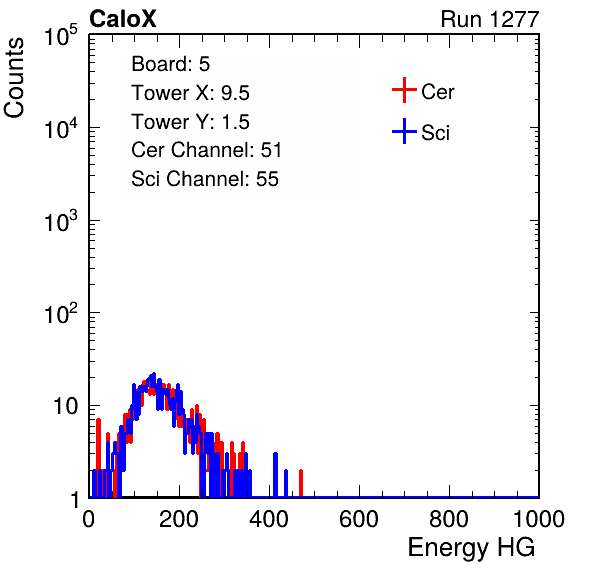 CaloX Run 1277
Counts
Board: 5
Tower X: 9.5
Tower Y: 1.5
Cer Channel: 51
Sci Channel: 55
Cer
Sci
10^5
10^4
10^3
10^2
10
1
0 200 400 600 800 1000
Energy HG